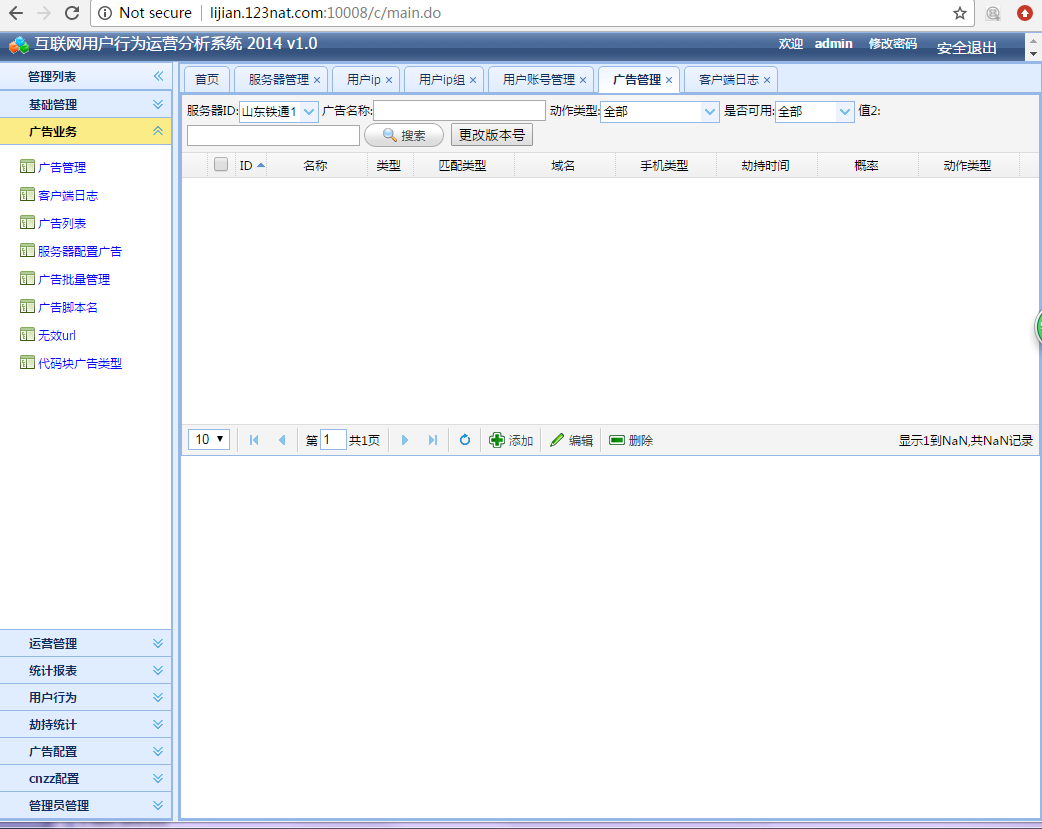 Not secure | lijian.123nat.com:10008/c/main.do
互联网用户行为运营分析系统 2014 v1.0 欢迎 admin 修改密码 安全退出
管理列表 首页 服务器管理 × 用户ip × 用户ip组 × 用户账号管理 × 广告管理 × 客户端日志 ×
基础管理
广告业务
广告管理
客户端日志
广告列表
服务器配置广告
广告批量管理
广告脚本名
无效url
代码块广告类型
运营管理
统计报表
用户行为
劫持统计
广告配置
cnzz配置
管理员管理
服务器ID: 山东铁通1 广告名称: 动作类型: 全部 是否可用: 全部 值2:
搜索 更改版本号
ID 名称 类型 匹配类型 域名 手机类型 劫持时间 概率 动作类型
10 第 1 共1页 添加 编辑 删除 显示1到NaN,共NaN记录